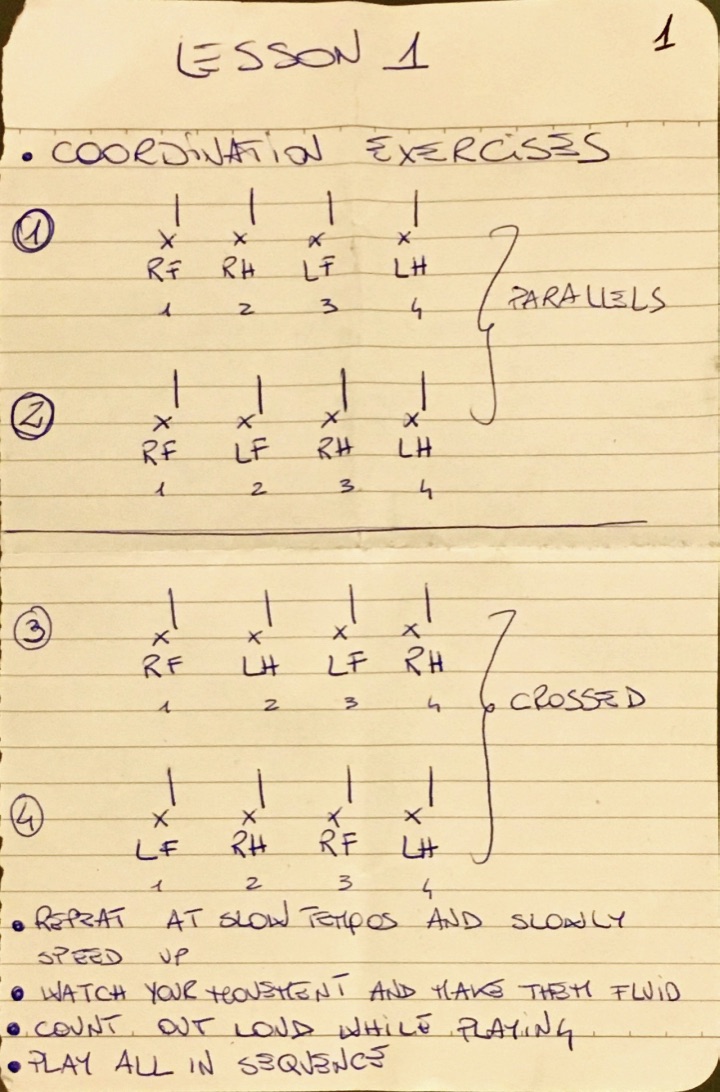 1
LESSON 1
• COORDINATION EXERCISES
1
x x x x
RF RH LF LH
1 2 3 4
PARALLELS
2
x x x x
RF LF RH LH
1 2 3 4
3
x x x x
RF LH LF RH
1 2 3 4
CROSSED
4
x x x x
LF RH RF LH
1 2 3 4
• REPEAT AT SLOW TEMPOS AND SLOWLY
SPEED UP
• WATCH YOUR MOVEMENT AND MAKE THEM FLUID
• COUNT OUT LOUD WHILE PLAYING
• PLAY ALL IN SEQUENCE